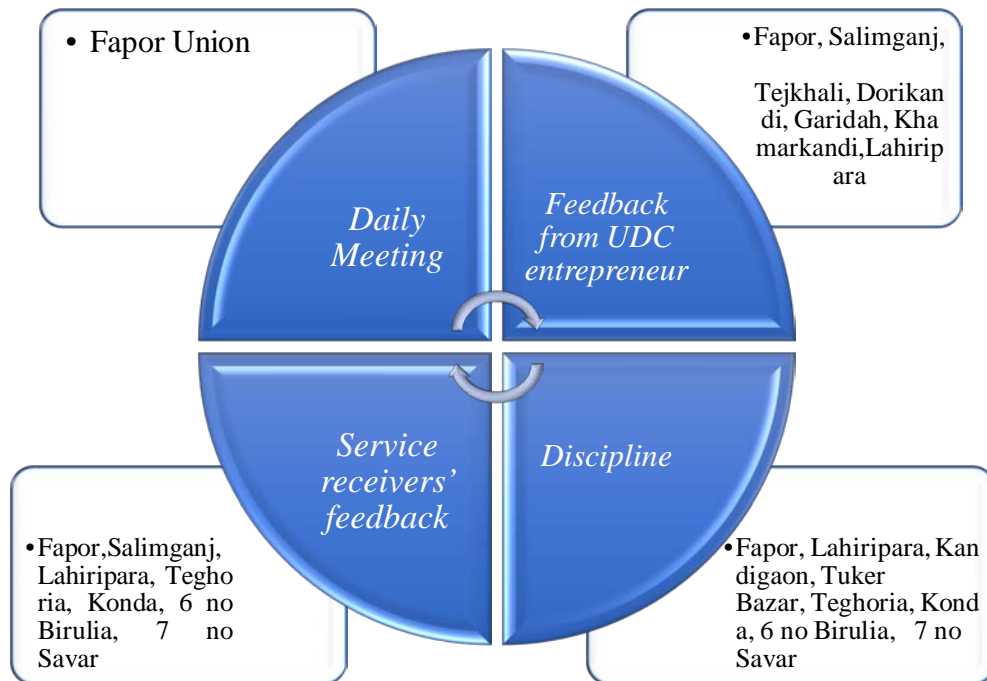 • Fapor Union
•Fapor, Salimganj,
Tejkhali, Dorikan
di, Garidah, Kha
markandi,Lahirip
ara
Daily
Meeting
Feedback
from UDC
entrepreneur
Service
receivers’
feedback
Discipline
•Fapor,Salimganj,
Lahiripara, Tegho
ria, Konda, 6 no
Birulia, 7 no
Savar
•Fapor, Lahiripara, Kan
digaon, Tuker
Bazar, Teghoria, Kond
a, 6 no Birulia, 7 no
Savar